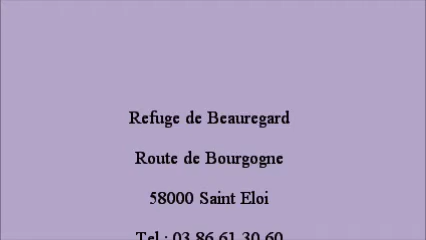 Refuge de Beauregard
Route de Bourgogne
58000 Saint Eloi
Tel : 03 86 61 30 60